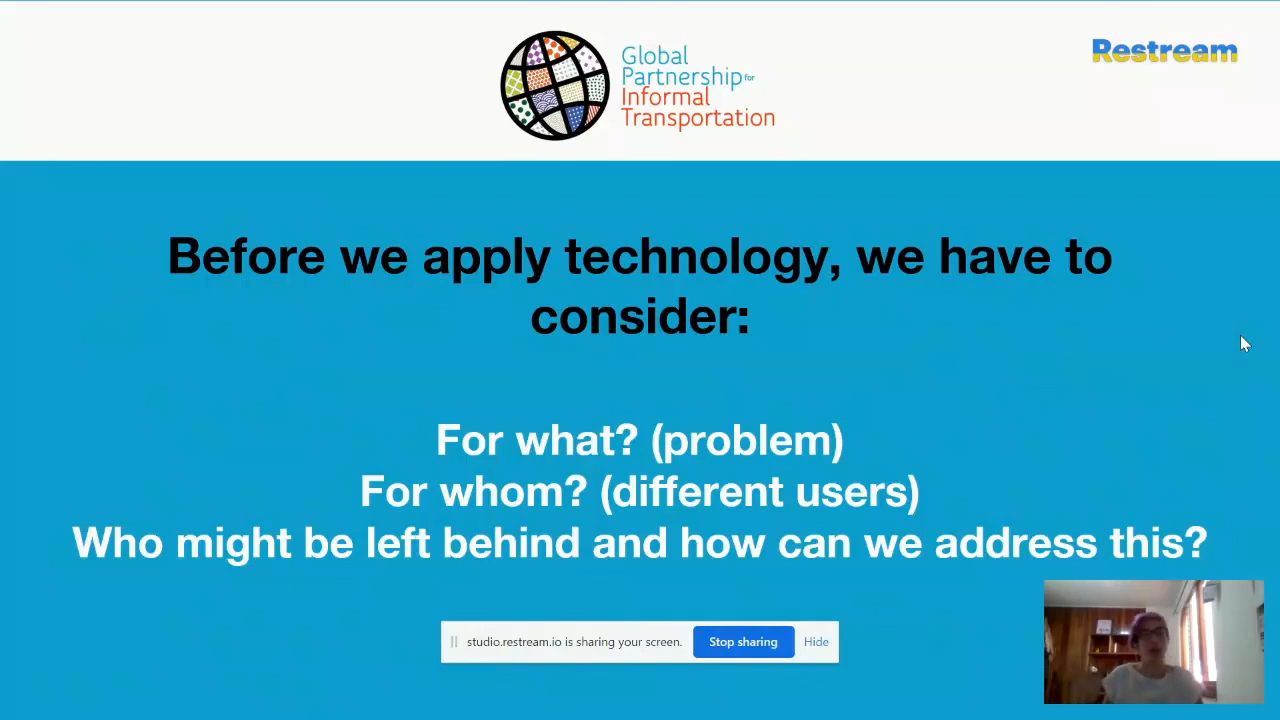 Global
Partnership for
Informal
Transportation
Restream
Before we apply technology, we have to
consider:
For what? (problem)
For whom? (different users)
Who might be left behind and how can we address this?
studio.restream.io is sharing your screen. Stop sharing Hide